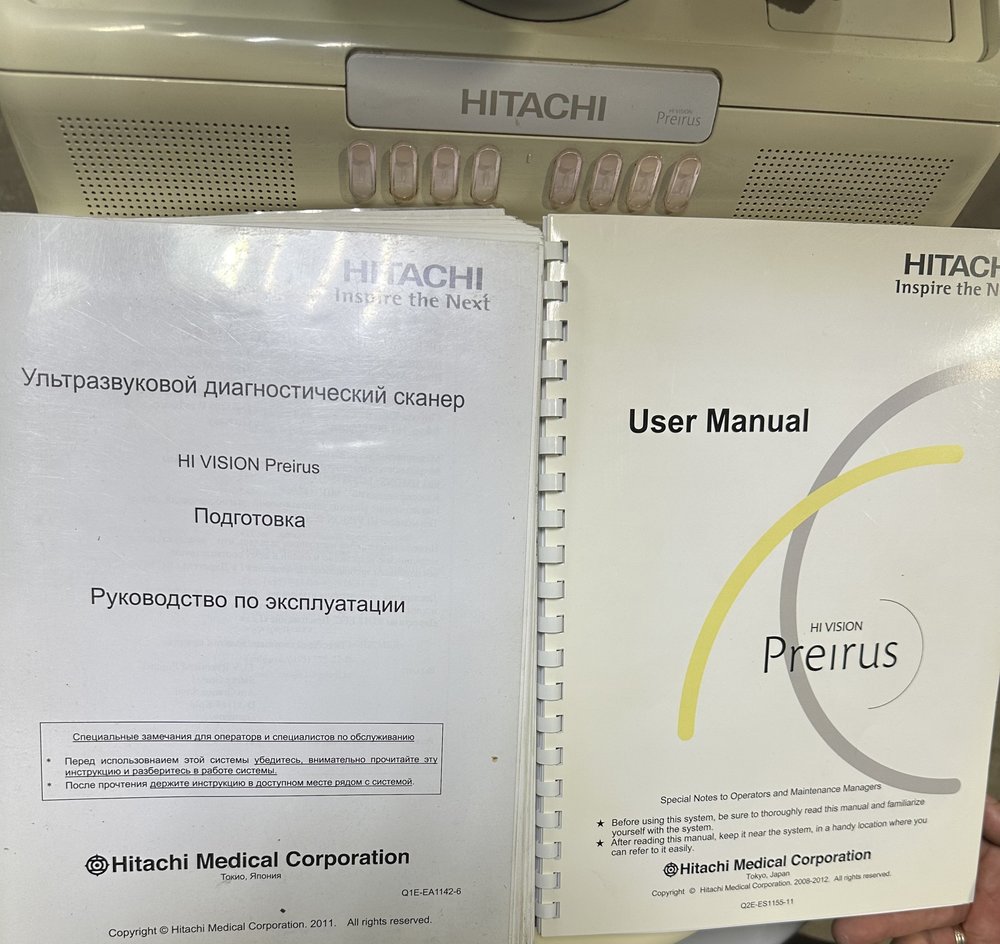 HITACHI
HI VISION
Preirus
HITACHI
Inspire the Next
Ультразвуковой диагностический сканер
HI VISION Preirus
Подготовка
Руководство по эксплуатации
Специальные замечания для операторв и специалистов по обслуживанию
* Перед использованием этой системы убедитесь, внимательно прочитайте эту
инструкцию и разберитесь в работе системы.
* После прочтения держите инструкцию в доступном месте рядом с системой.
Hitachi Medical Corporation
Токио, Япония
Q1E-EA1142-6
Copyright © Hitachi Medical Corporation. 2011. All rights reserved.
HITACH
Inspire the N
User Manual
HI VISION
Preirus
Special Notes to Operators and Maintenance Managers
★ Before using this system, be sure to thoroughly read this manual and familiarize
yourself with the system.
★ After reading this manual, keep it near the system, in a handy location where you
can refer to it easily.
Hitachi Medical Corporation
Tokyo, Japan
Copyright © Hitachi Medical Corporation. 2008-2012. All rights reserved.
Q2E-ES1155-11